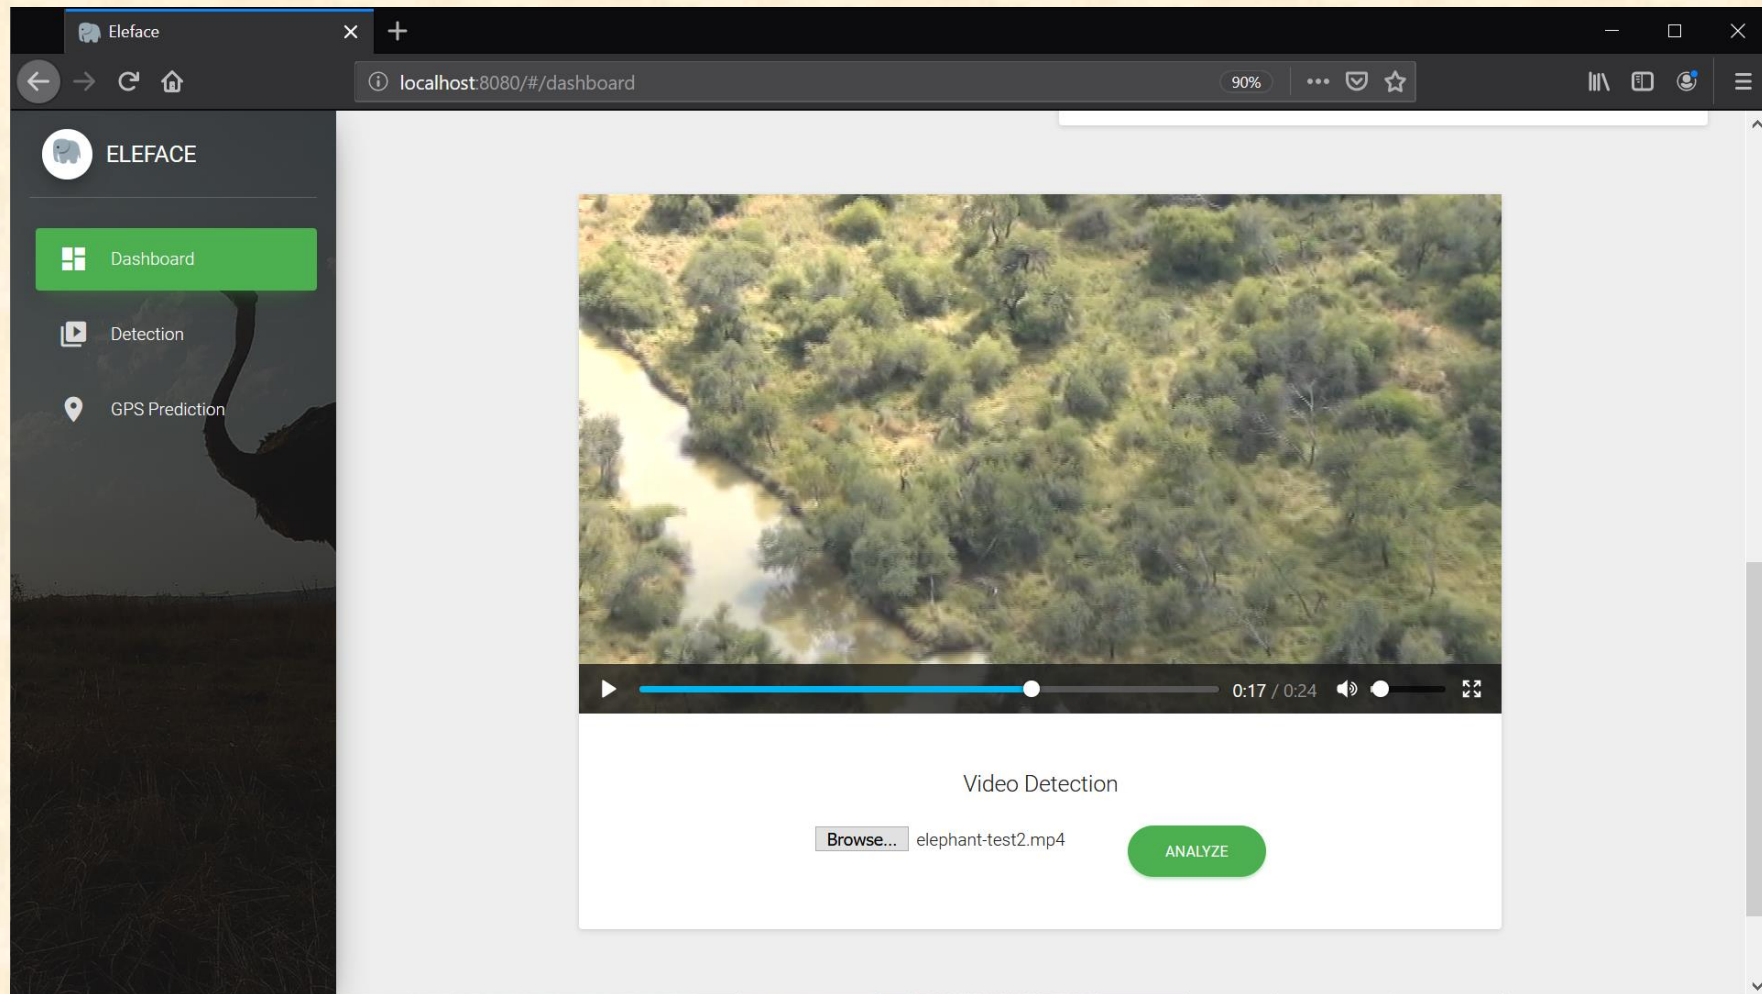 Eleface
localhost:8080/#/dashboard
90%
ELEFACE
Dashboard
Detection
GPS Prediction
0:17 / 0:24
Video Detection
Browse... elephant-test2.mp4
ANALYZE